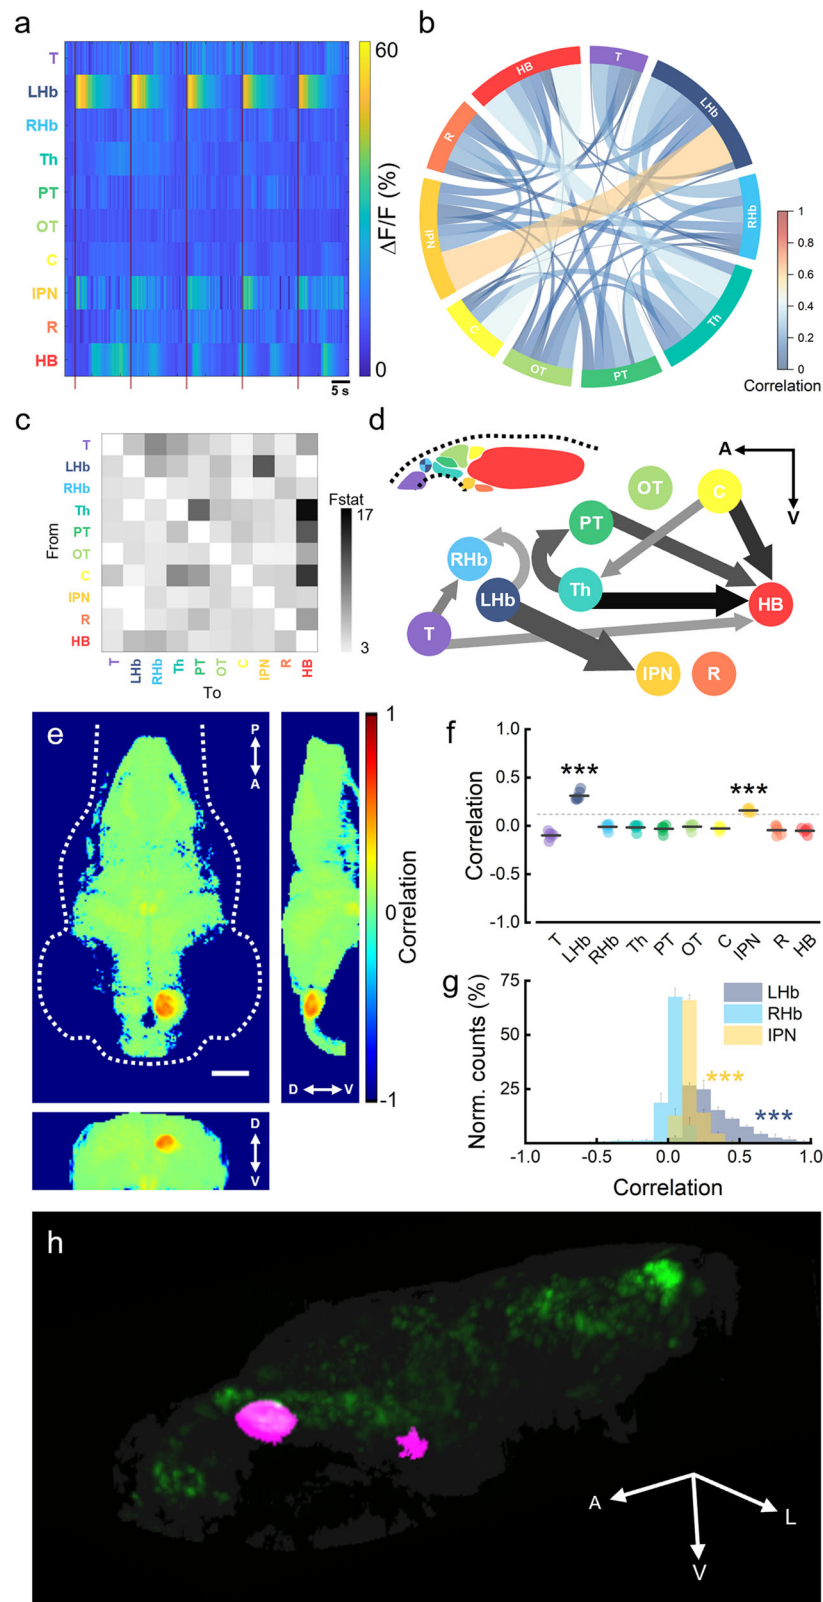 a
T
LHb
RHb
Th
PT
OT
C
IPN
R
HB
60
ΔF/F (%)
0
5 s
b
HB
T
LHb
RHb
Th
PT
OT
C
IPN
R
1
0.8
0.6
0.4
0.2
0
Correlation
c
From
T
LHb
RHb
Th
PT
OT
C
IPN
R
HB
T
LHb
RHb
Th
PT
OT
C
IPN
R
HB
To
Fstat
17
3
d
A
V
OT
C
PT
RHb
LHb
Th
HB
T
IPN
R
e
P
A
D V
D
V
1
0
-1
Correlation
f
1.0
0.5
0.0
-0.5
-1.0
Correlation
***
***
T
LHb
RHb
Th
PT
OT
C
IPN
R
HB
g
75
50
25
Norm. counts (%)
LHb
RHb
IPN
***
***
-1.0 -0.5 0.0 0.5 1.0
Correlation
h
A
L
V